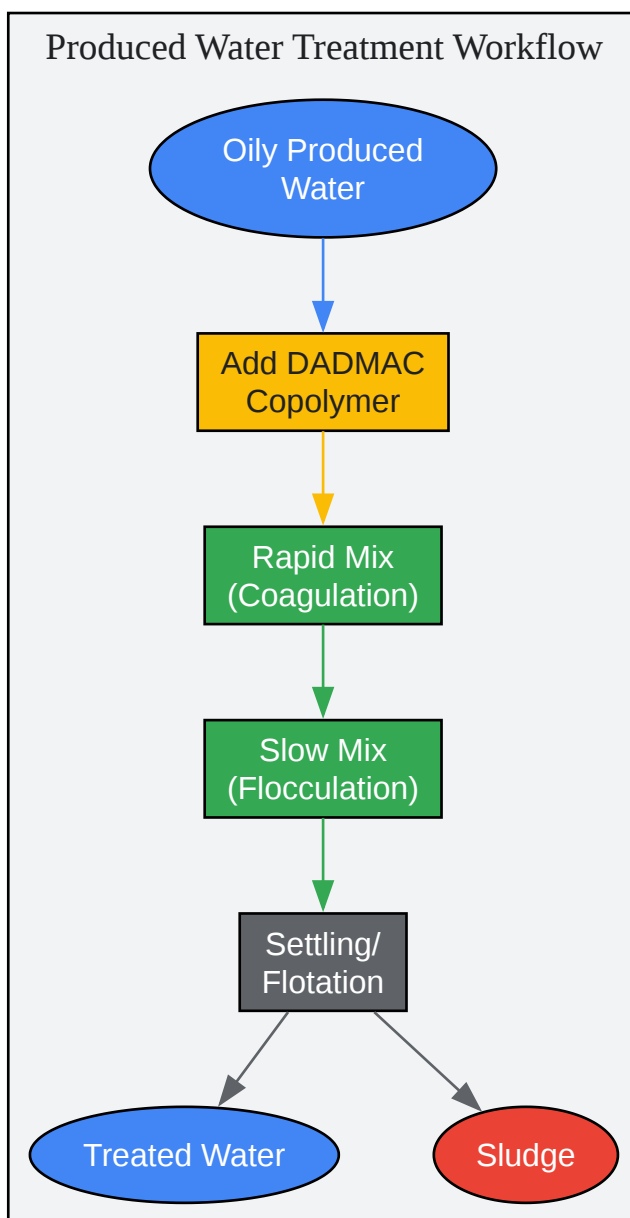 Produced Water Treatment Workflow
Oily Produced
Water
Add DADMAC
Copolymer
Rapid Mix
(Coagulation)
Slow Mix
(Flocculation)
Settling/
Flotation
Treated Water
Sludge